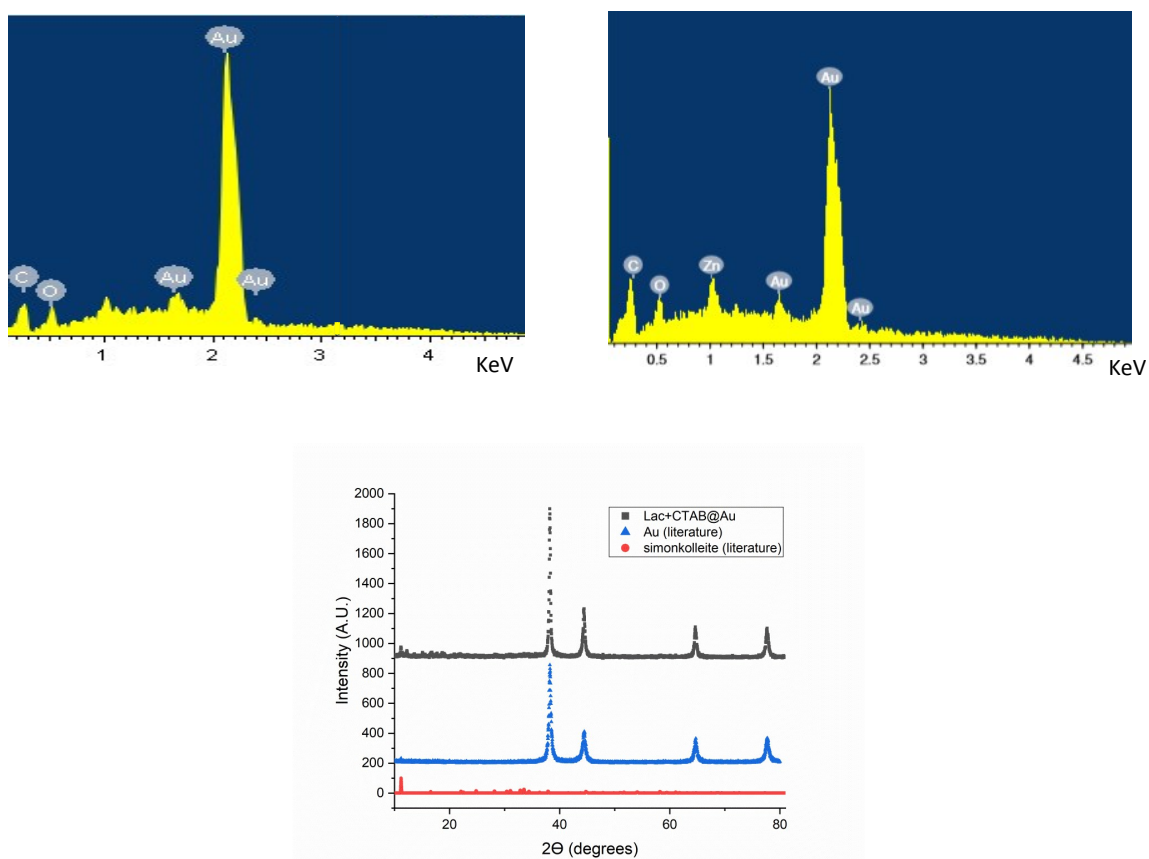 Au
C
O
Au
Au
1
2
3
4
KeV
Au
C
O
Zn
Au
Au
0.5
1
1.5
2
2.5
3
3.5
4
4.5
KeV
2000
1800
1600
1400
1200
1000
800
600
400
200
0
Intensity (A.U.)
Lac+CTAB@Au
Au (literature)
simonkolleite (literature)
20
40
60
80
2Θ (degrees)